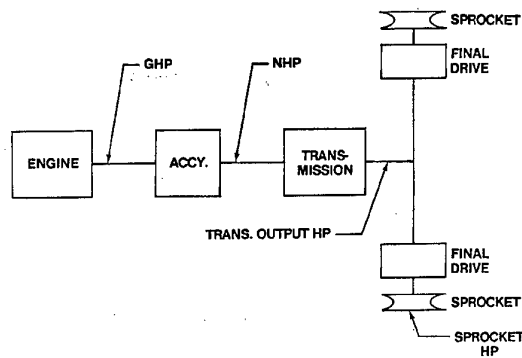 SPROCKET
FINAL
DRIVE
GHP
NHP
ENGINE
ACCY.
TRANS-
MISSION
TRANS. OUTPUT HP
FINAL
DRIVE
SPROCKET
SPROCKET
HP